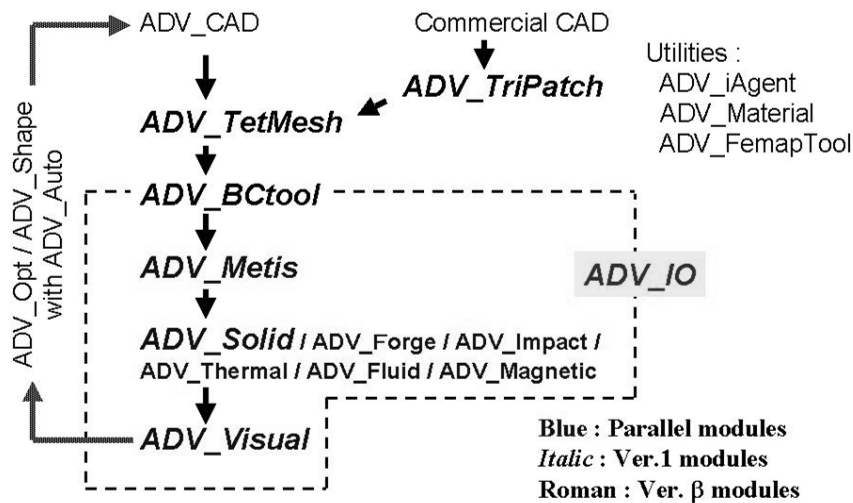 ADV_CAD
Commercial CAD
Utilities :
ADV_iAgent
ADV_Material
ADV_FemapTool
ADV_TriPatch
ADV_TetMesh
ADV_BCtool
ADV_Metis
ADV_IO
ADV_Solid / ADV_Forge / ADV_Impact /
ADV_Thermal / ADV_Fluid / ADV_Magnetic
ADV_Visual
ADV_Opt / ADV_Shape
with ADV_Auto
Blue : Parallel modules
Italic : Ver.1 modules
Roman : Ver. β modules